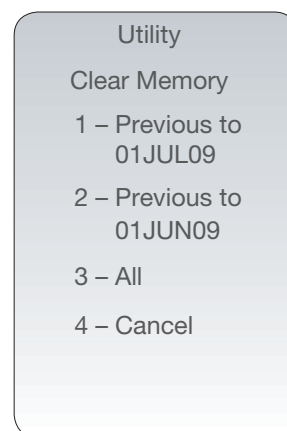 Utility
Clear Memory
1 – Previous to
01JUL09
2 – Previous to
01JUN09
3 – All
4 – Cancel